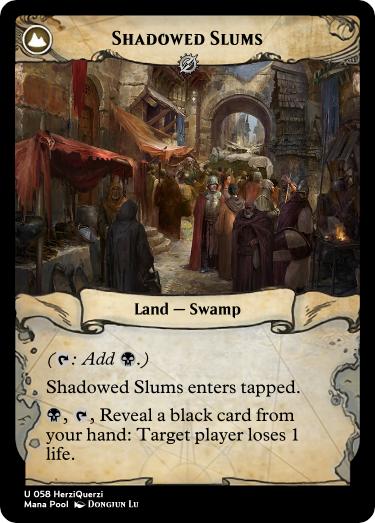 Shadowed Slums
Land — Swamp
(: Add .)
Shadowed Slums enters tapped.
, , Reveal a black card from
your hand: Target player loses 1
life.
U 058 HerziQuerzi
Mana Pool Dongjun Lu